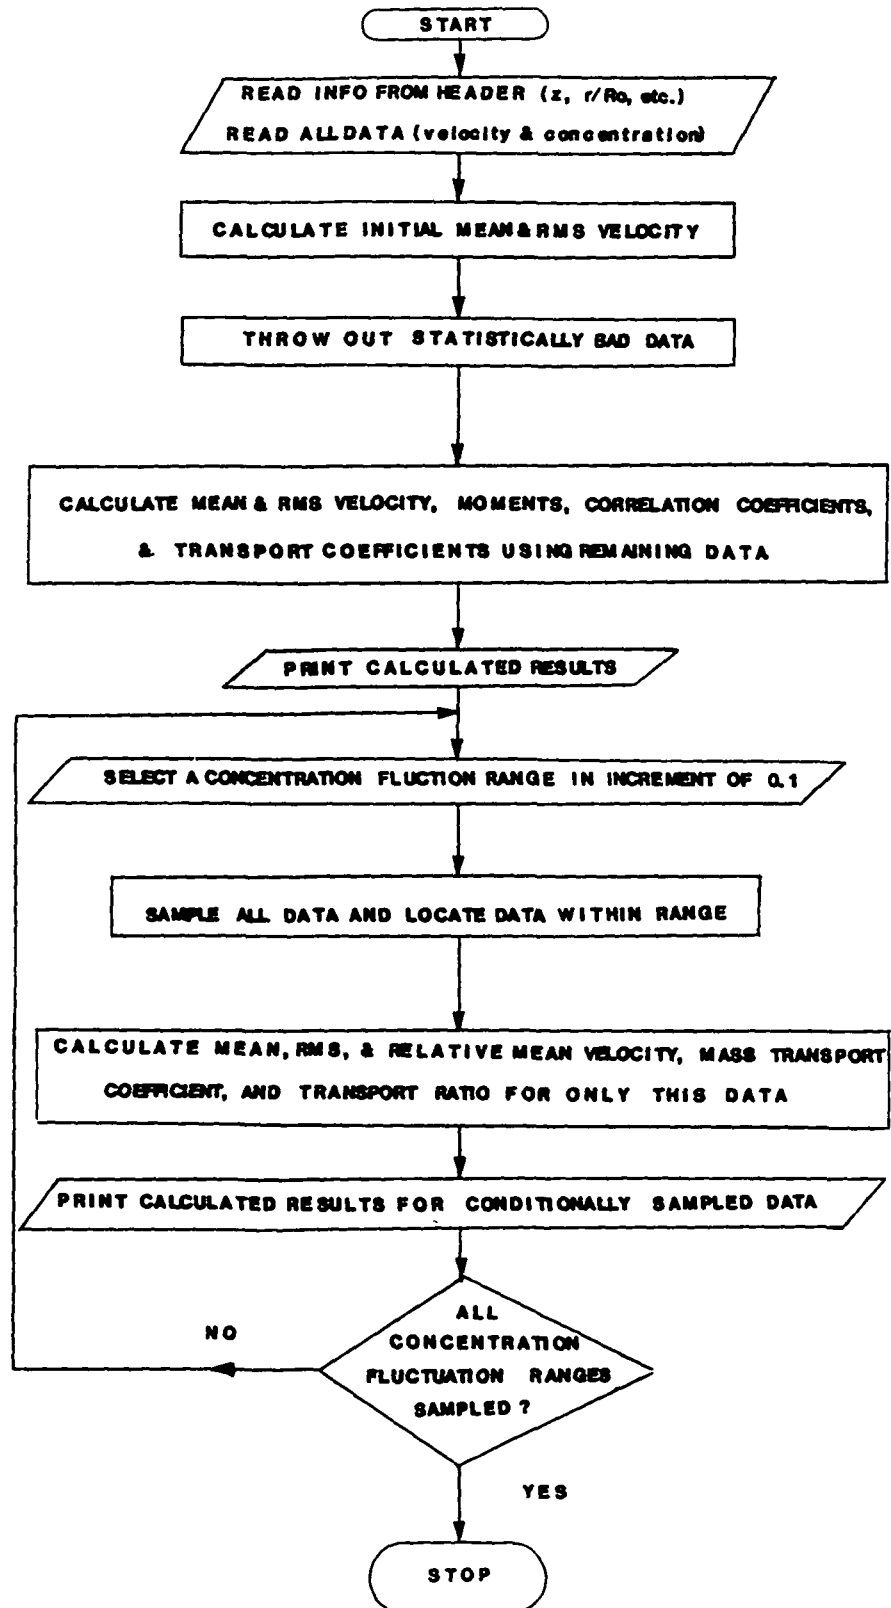 START
READ INFO FROM HEADER (z, r/Ro, etc.)
READ ALL DATA (velocity & concentration)
CALCULATE INITIAL MEAN & RMS VELOCITY
THROW OUT STATISTICALLY BAD DATA
CALCULATE MEAN & RMS VELOCITY, MOMENTS, CORRELATION COEFFICIENTS,
& TRANSPORT COEFFICIENTS USING REMAINING DATA
PRINT CALCULATED RESULTS
SELECT A CONCENTRATION FLUCTION RANGE IN INCREMENT OF 0.1
SAMPLE ALL DATA AND LOCATE DATA WITHIN RANGE
CALCULATE MEAN, RMS, & RELATIVE MEAN VELOCITY, MASS TRANSPORT
COEFFICIENT, AND TRANSPORT RATIO FOR ONLY THIS DATA
PRINT CALCULATED RESULTS FOR CONDITIONALLY SAMPLED DATA
ALL
CONCENTRATION
FLUCTUATION RANGES
SAMPLED?
NO
YES
STOP